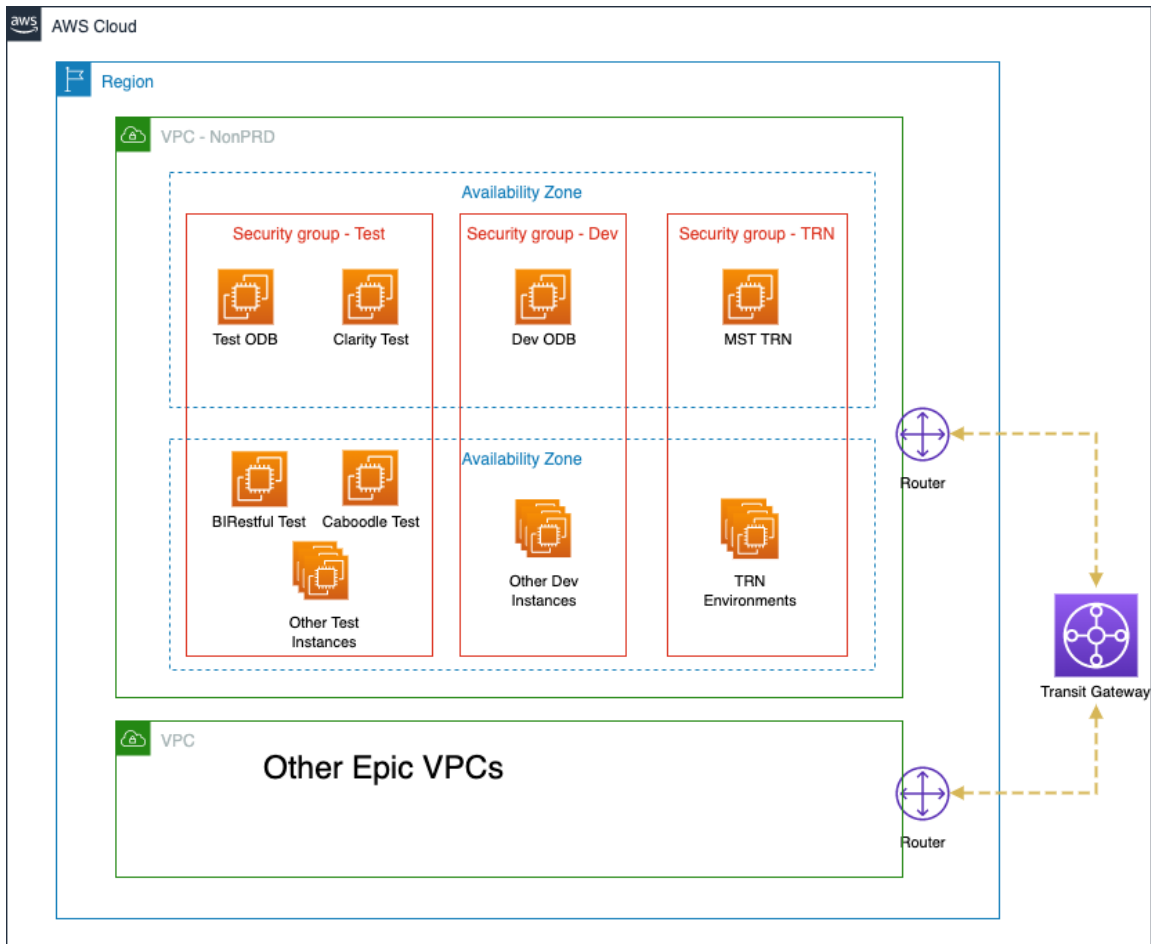 aws
AWS Cloud
Region
VPC - NonPRD
Availability Zone
Security group - Test
Security group - Dev
Security group - TRN
Test ODB
Clarity Test
Dev ODB
MST TRN
Availability Zone
Router
BIRestful Test
Caboodle Test
Other Dev
Instances
TRN
Environments
Other Test
Instances
Transit Gateway
VPC
Other Epic VPCs
Router